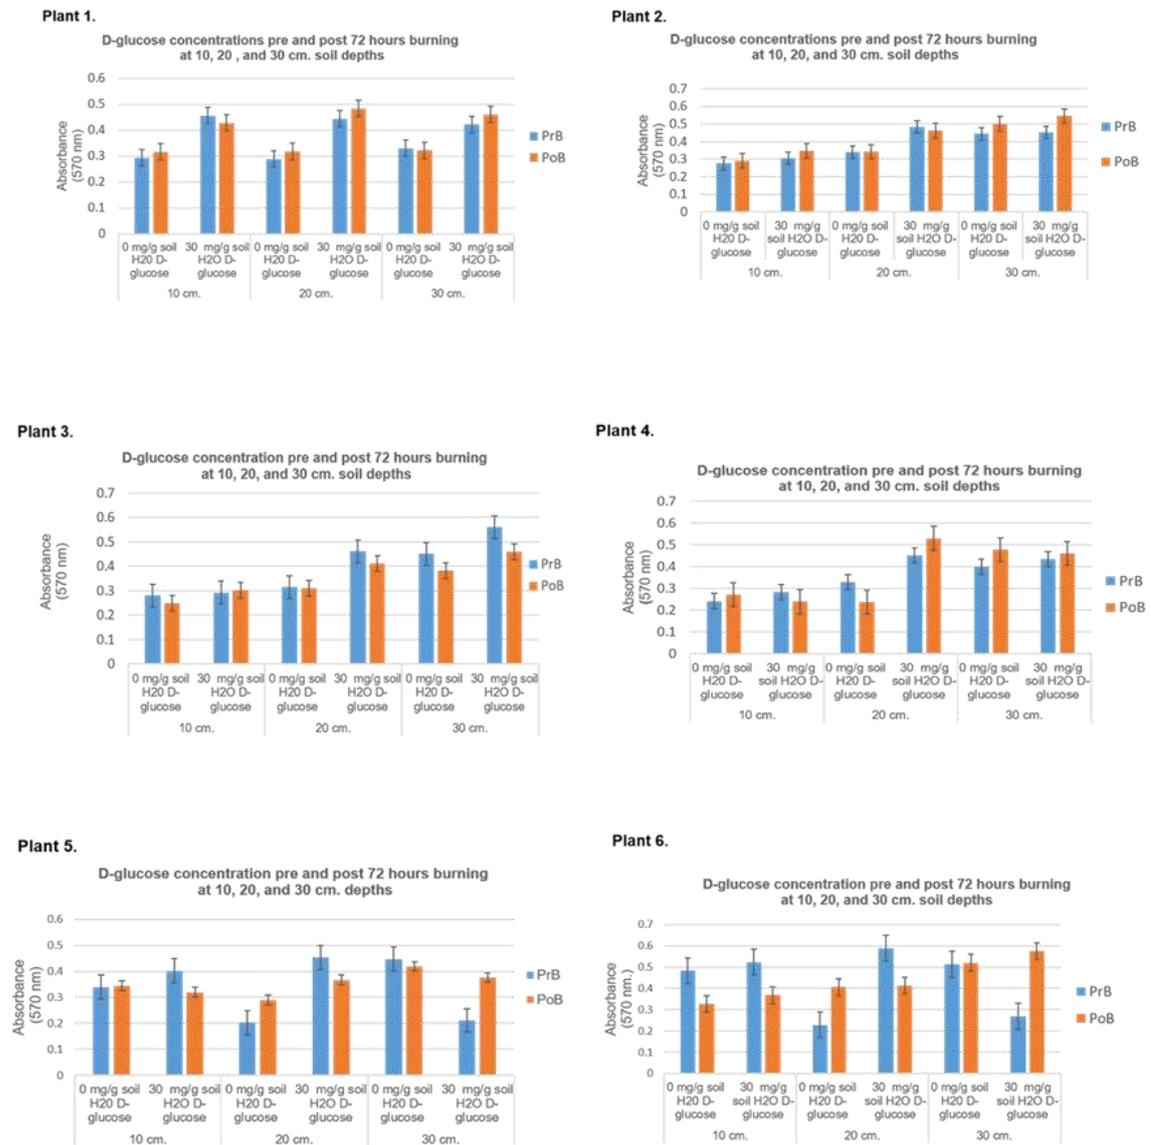 Plant 1.
D-glucose concentrations pre and post 72 hours burning
at 10, 20 , and 30 cm. soil depths
0.6
0.5
0.4
0.3
0.2
0.1
0
Absorbance
(570 nm)
0 mg/g soil 30 mg/g soil 0 mg/g soil 30 mg/g soil 0 mg/g soil 30 mg/g soil
H20 D- H2O D- H20 D- H2O D- H20 D- H2O D-
glucose glucose glucose glucose glucose glucose
10 cm. 20 cm. 30 cm.
PrB
PoB
Plant 2.
D-glucose concentrations pre and post 72 hours burning
at 10, 20, and 30 cm. soil depths
0.7
0.6
0.5
0.4
0.3
0.2
0.1
0
Absorbance
(570 nm)
0 mg/g soil 30 mg/g 0 mg/g soil 30 mg/g 0 mg/g soil 30 mg/g
H20 D- soil H2O D- H20 D- soil H2O D- H20 D- soil H2O D-
glucose glucose glucose glucose glucose glucose
10 cm. 20 cm. 30 cm.
PrB
PoB
Plant 3.
D-glucose concentration pre and post 72 hours burning
at 10, 20, and 30 cm. soil depths
0.7
0.6
0.5
0.4
0.3
0.2
0.1
0
Absorbance
(570 nm)
0 mg/g soil 30 mg/g soil 0 mg/g soil 30 mg/g soil 0 mg/g soil 30 mg/g soil
H20 D- H2O D- H20 D- H2O D- H20 D- H2O D-
glucose glucose glucose glucose glucose glucose
10 cm. 20 cm. 30 cm.
PrB
PoB
Plant 4.
D-glucose concentration pre and post 72 hours burning
at 10, 20, and 30 cm. soil depths
0.7
0.6
0.5
0.4
0.3
0.2
0.1
0
Absorbance
(570 nm)
0 mg/g soil 30 mg/g 0 mg/g soil 30 mg/g 0 mg/g soil 30 mg/g
H20 D- soil H2O D- H20 D- soil H2O D- H20 D- soil H2O D-
glucose glucose glucose glucose glucose glucose
10 cm. 20 cm. 30 cm.
PrB
PoB
Plant 5.
D-glucose concentration pre and post 72 hours burning
at 10, 20, and 30 cm. depths
0.6
0.5
0.4
0.3
0.2
0.1
0
Absorbance
(570 nm)
0 mg/g soil 30 mg/g soil 0 mg/g soil 30 mg/g soil 0 mg/g soil 30 mg/g soil
H20 D- H2O D- H20 D- H2O D- H20 D- H2O D-
glucose glucose glucose glucose glucose glucose
10 cm. 20 cm. 30 cm.
PrB
PoB
Plant 6.
D-glucose concentration pre and post 72 hours burning
at 10, 20, and 30 cm. soil depths
0.7
0.6
0.5
0.4
0.3
0.2
0.1
0
Absorbance
(570 nm.)
0 mg/g soil 30 mg/g 0 mg/g soil 30 mg/g 0 mg/g soil 30 mg/g
H20 D- soil H2O D- H20 D- soil H2O D- H20 D- soil H2O D-
glucose glucose glucose glucose glucose glucose
10 cm. 20 cm. 30 cm.
PrB
PoB